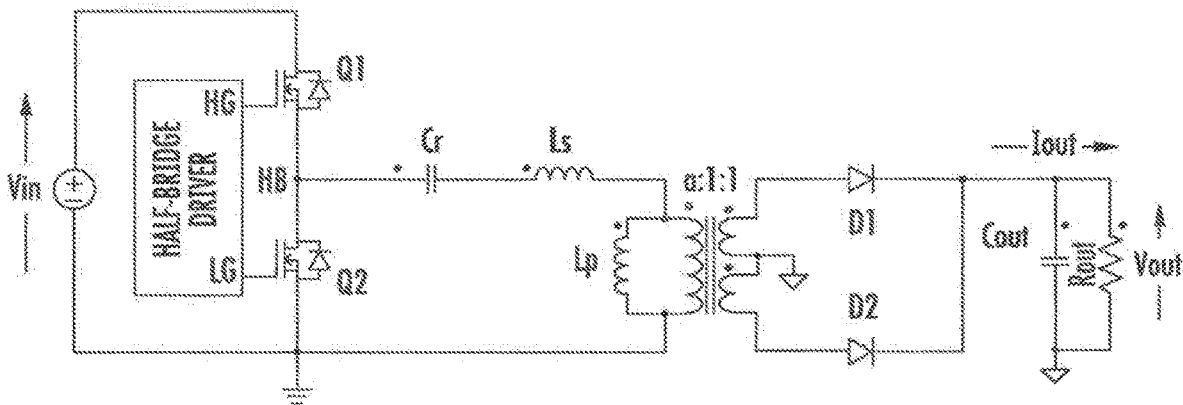 Vin
HALF-BRIDGE
DRIVER
HG
LG
HB
Q1
Q2
Cr
Ls
Lp
a:1:1
D1
D2
Iout
Cout
Rout
Vout